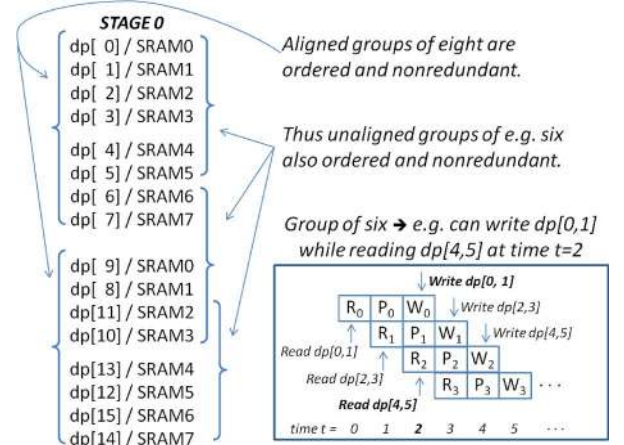 STAGE 0
dp[ 0] / SRAM0
dp[ 1] / SRAM1
dp[ 2] / SRAM2
dp[ 3] / SRAM3
dp[ 4] / SRAM4
dp[ 5] / SRAM5
dp[ 6] / SRAM6
dp[ 7] / SRAM7
dp[ 9] / SRAM0
dp[ 8] / SRAM1
dp[11] / SRAM2
dp[10] / SRAM3
dp[13] / SRAM4
dp[12] / SRAM5
dp[15] / SRAM6
dp[14] / SRAM7
Aligned groups of eight are
ordered and nonredundant.
Thus unaligned groups of e.g. six
also ordered and nonredundant.
Group of six ➔ e.g. can write dp[0,1]
while reading dp[4,5] at time t=2
Write dp[0, 1]
R0 P0 W0 Write dp[2,3]
R1 P1 W1 Write dp[4,5]
Read dp[0,1] R2 P2 W2
Read dp[2,3] R3 P3 W3 . . .
Read dp[4,5]
time t = 0 1 2 3 4 5 . . .